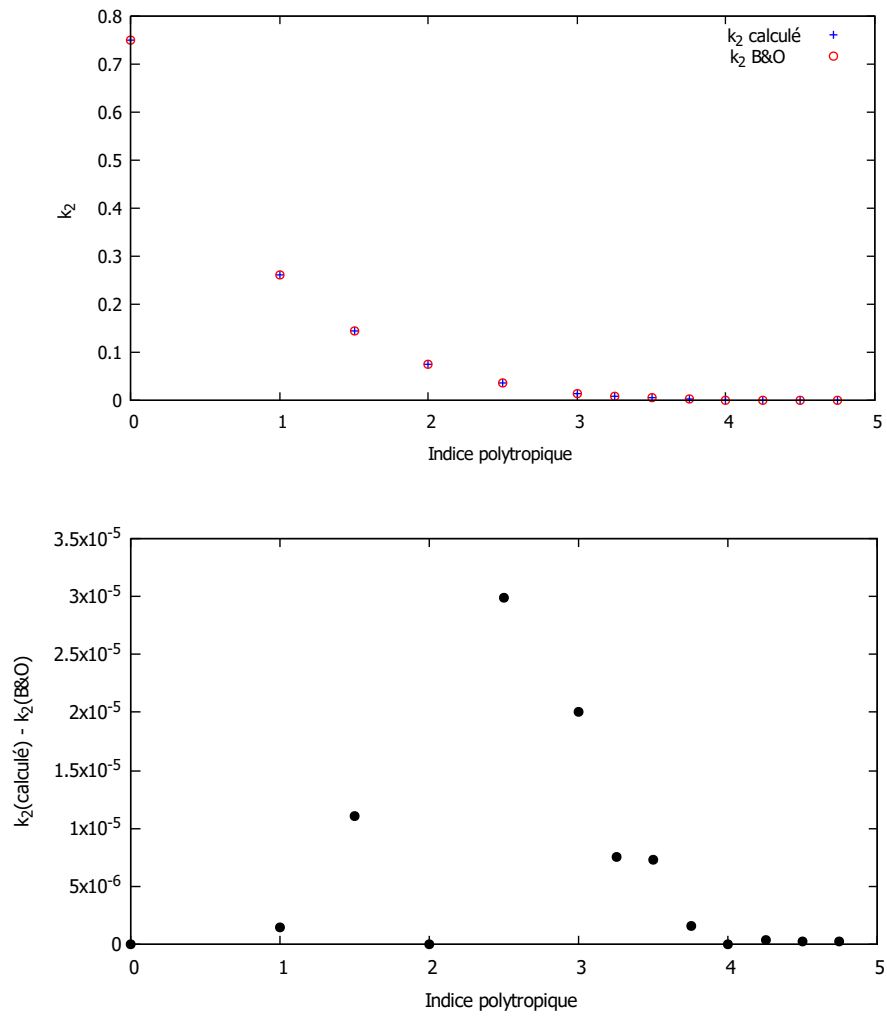 0.8
0.7
0.6
0.5
0.4
0.3
0.2
0.1
0
k₂
k₂ calculé
k₂ B&O
0 1 2 3 4 5
Indice polytropique
3.5x10⁻⁵
3x10⁻⁵
2.5x10⁻⁵
2x10⁻⁵
1.5x10⁻⁵
1x10⁻⁵
5x10⁻⁶
0
k₂(calculé) - k₂(B&O)
0 1 2 3 4 5
Indice polytropique